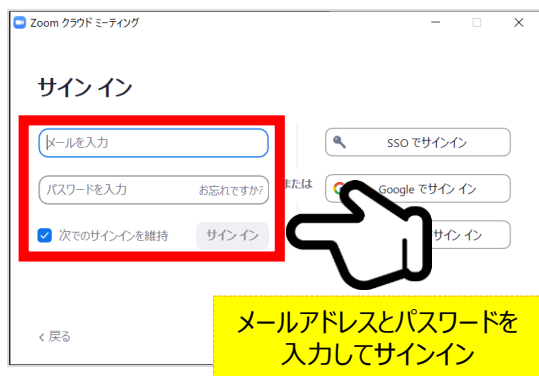 Zoom クラウド ミーティング
サイン イン
メールを入力
パスワードを入力 お忘れですか?
次でのサインインを維持 サイン イン
または
SSO でサインイン
Google でサイン イン
サイン イン
< 戻る
メールアドレスとパスワードを
入力してサインイン